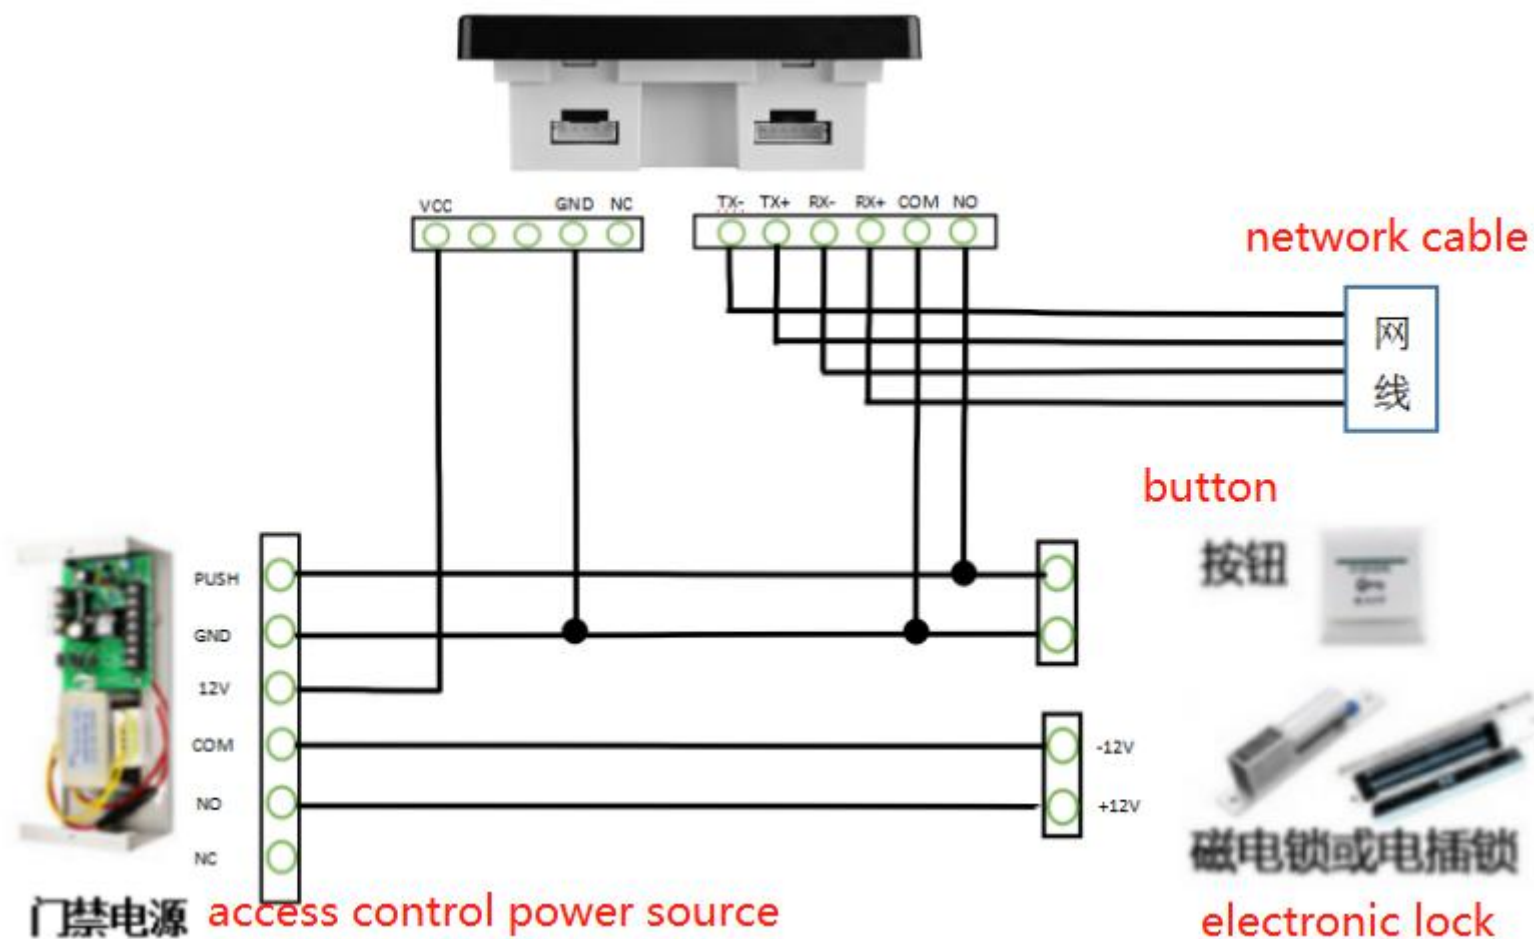 VCC GND NC
TX- TX+ RX- RX+ COM NO
network cable
网
线
button
按钮
PUSH
GND
12V
COM
NO
NC
-12V
+12V
磁电锁或电插锁
门禁电源 access control power source
electronic lock